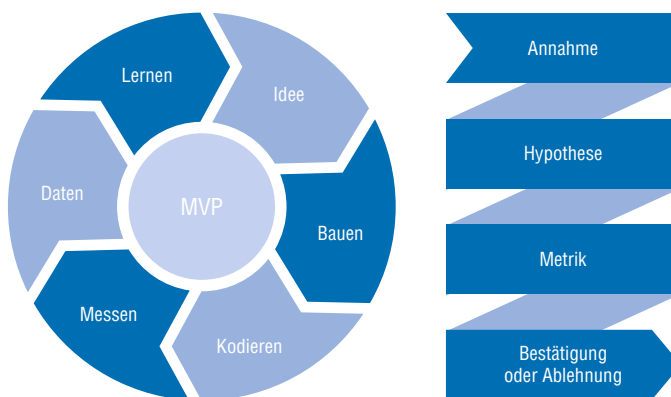 Lernen
Idee
Daten
MVP
Bauen
Messen
Kodieren
Annahme
Hypothese
Metrik
Bestätigung
oder Ablehnung